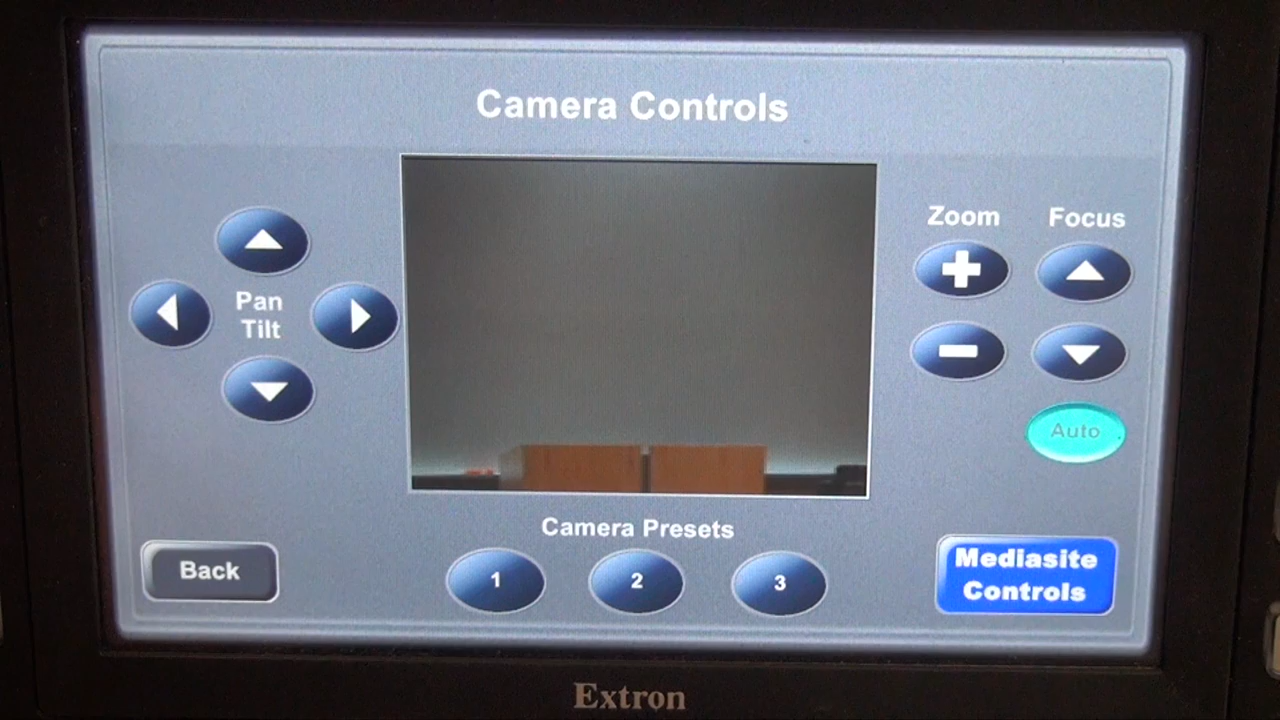 Camera Controls
Pan
Tilt
Zoom
Focus
Auto
Camera Presets
1
2
3
Back
Mediasite
Controls
Extron